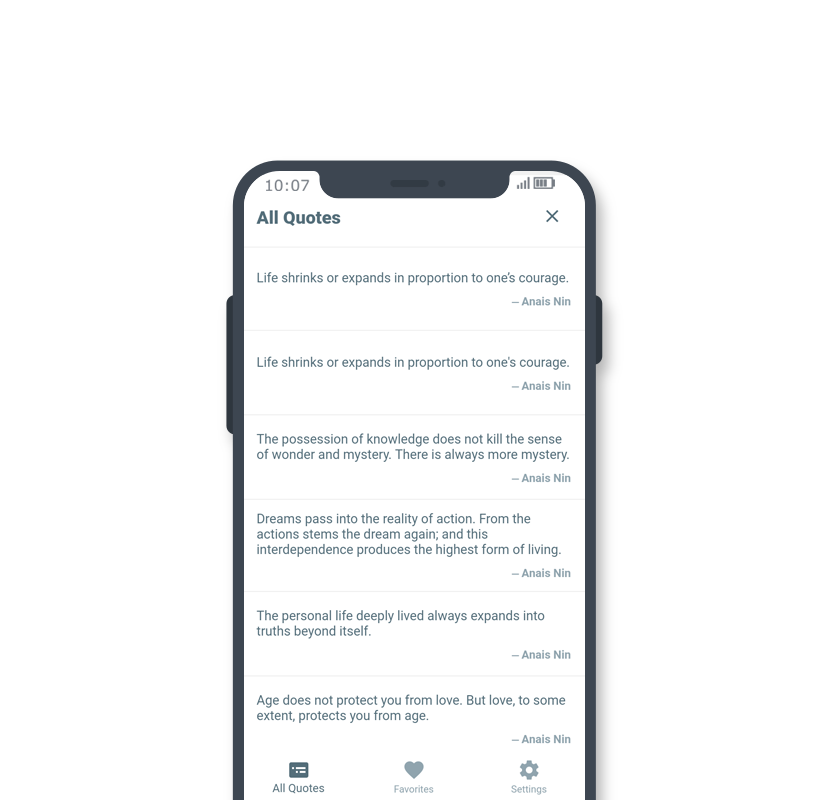 10:07
All Quotes
Life shrinks or expands in proportion to one’s courage.
— Anais Nin
Life shrinks or expands in proportion to one's courage.
— Anais Nin
The possession of knowledge does not kill the sense
of wonder and mystery. There is always more mystery.
— Anais Nin
Dreams pass into the reality of action. From the
actions stems the dream again; and this
interdependence produces the highest form of living.
— Anais Nin
The personal life deeply lived always expands into
truths beyond itself.
— Anais Nin
Age does not protect you from love. But love, to some
extent, protects you from age.
— Anais Nin
All Quotes Favorites Settings